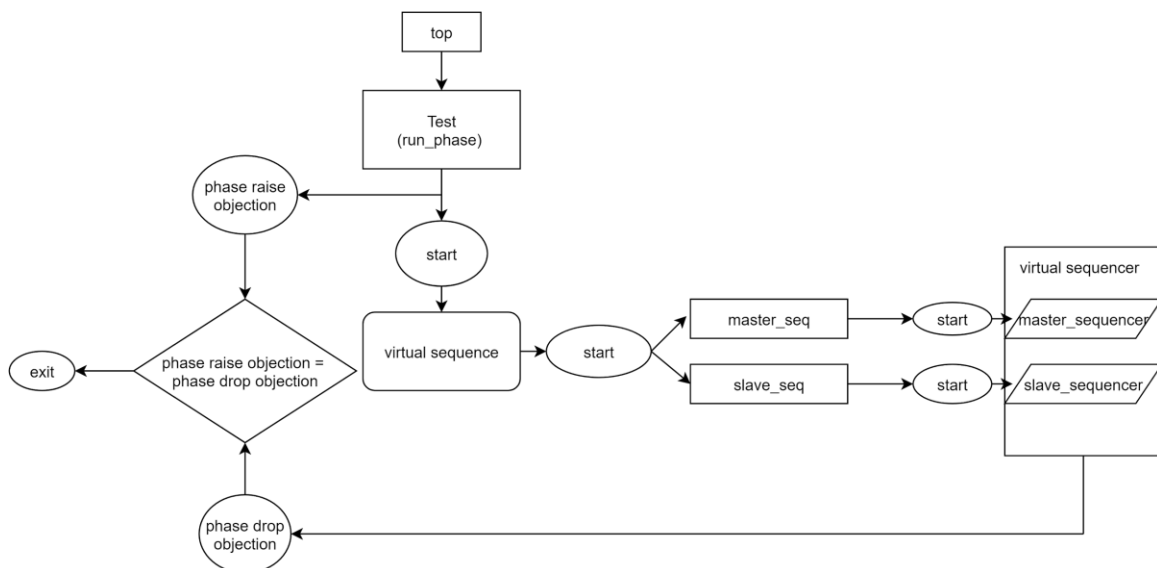 top
Test
(run_phase)
phase raise
objection
start
virtual sequencer
virtual sequence
start
master_seq
start
master_sequencer
slave_seq
start
slave_sequencer
phase raise objection =
phase drop objection
exit
phase drop
objection